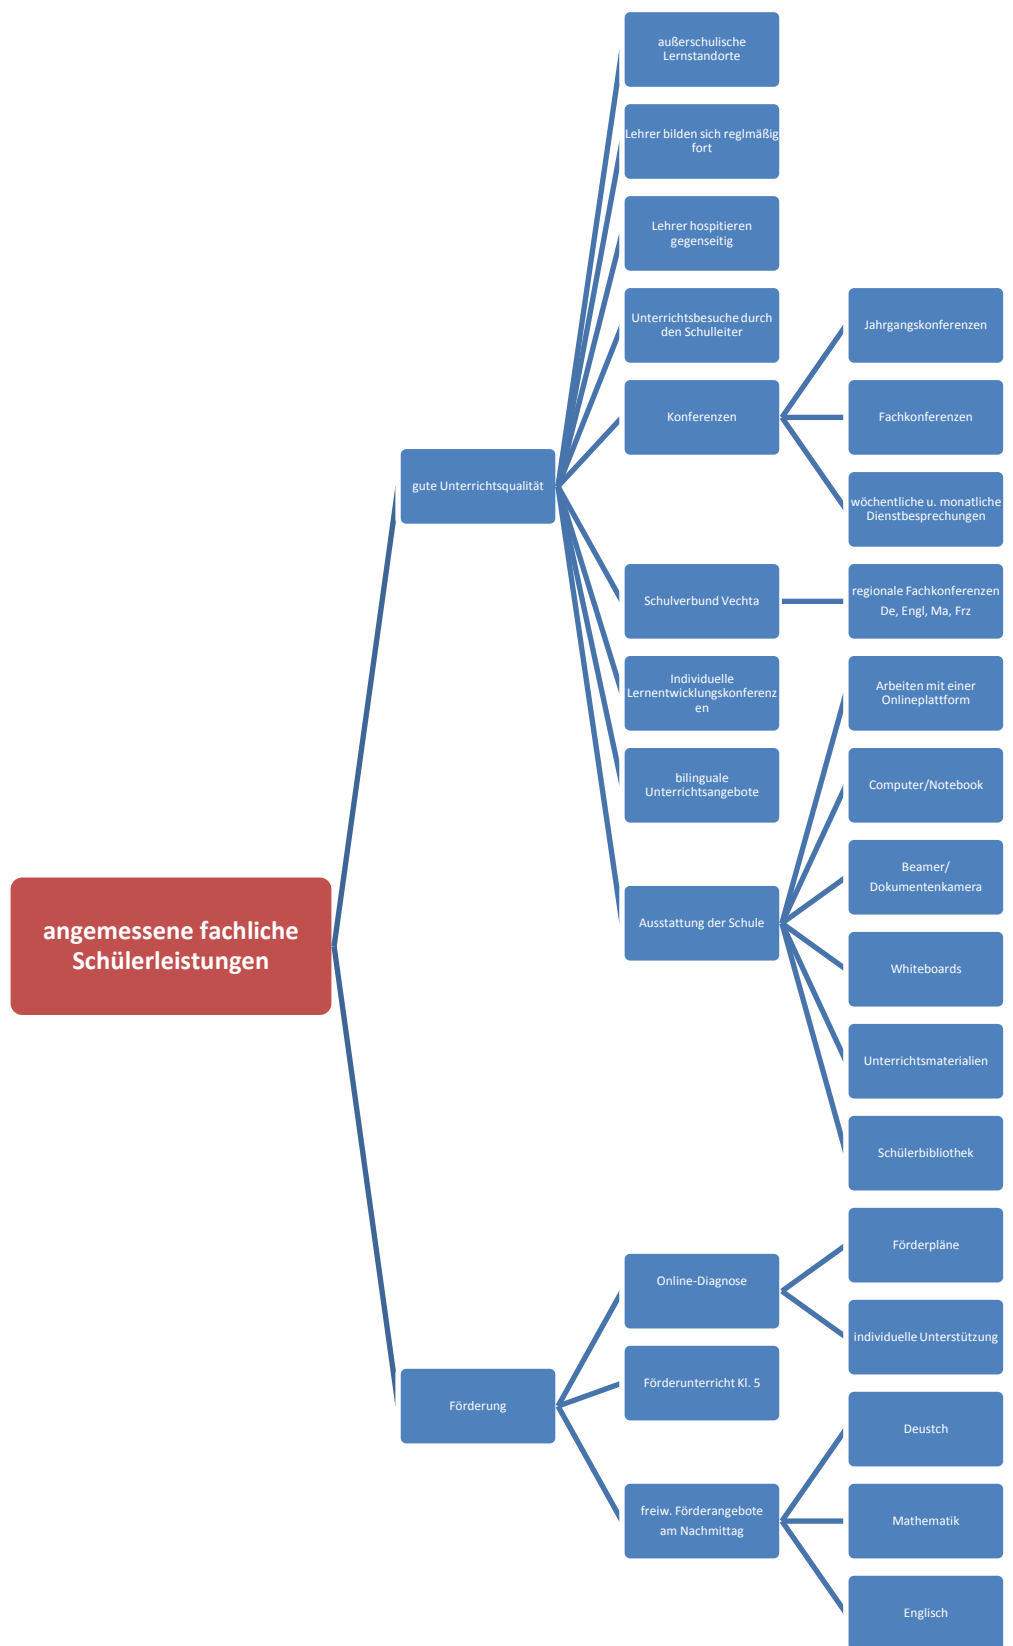 außerschulische
Lernstandorte
Lehrer bilden sich reglmäßig
fort
Lehrer hospitieren
gegenseitig
Unterrichtsbesuche durch
den Schulleiter
Jahrgangskonferenzen
Konferenzen
Fachkonferenzen
gute Unterrichtsqualität
wöchentliche u. monatliche
Dienstbesprechungen
Schulverbund Vechta
regionale Fachkonferenzen
De, Engl, Ma, Frz
Individuelle
Lernentwicklungskonferenz
en
Arbeiten mit einer
Onlineplattform
bilinguale
Unterrichtsangebote
Computer/Notebook
Beamer/
Dokumentenkamera
angemessene fachliche
Schülerleistungen
Ausstattung der Schule
Whiteboards
Unterrichtsmaterialien
Schülerbibliothek
Förderpläne
Online-Diagnose
individuelle Unterstützung
Förderung
Förderunterricht Kl. 5
Deustch
freiw. Förderangebote
am Nachmittag
Mathematik
Englisch